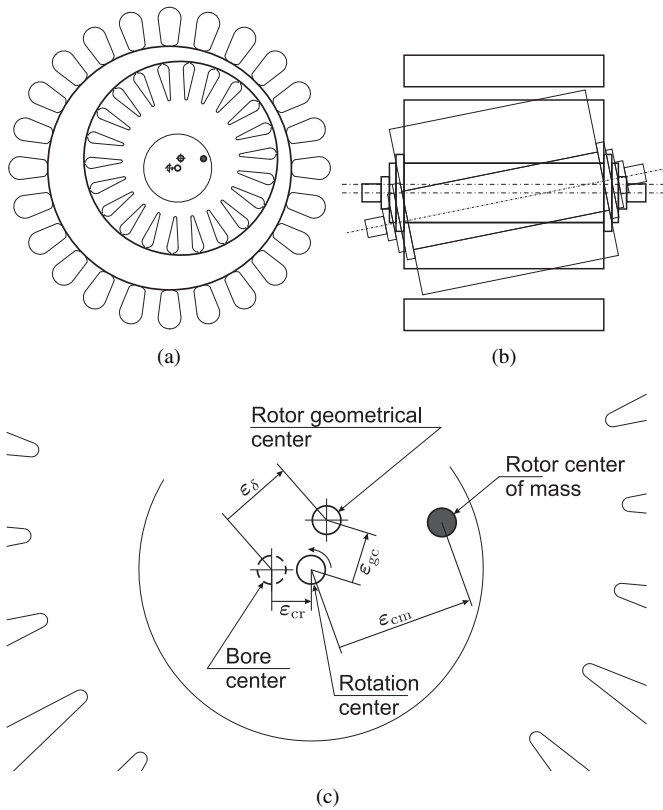 (a)
(b)
Rotor geometrical
center
Rotor center
of mass
εδ
εgc
εcr
εcm
Bore
center
Rotation
center
(c)